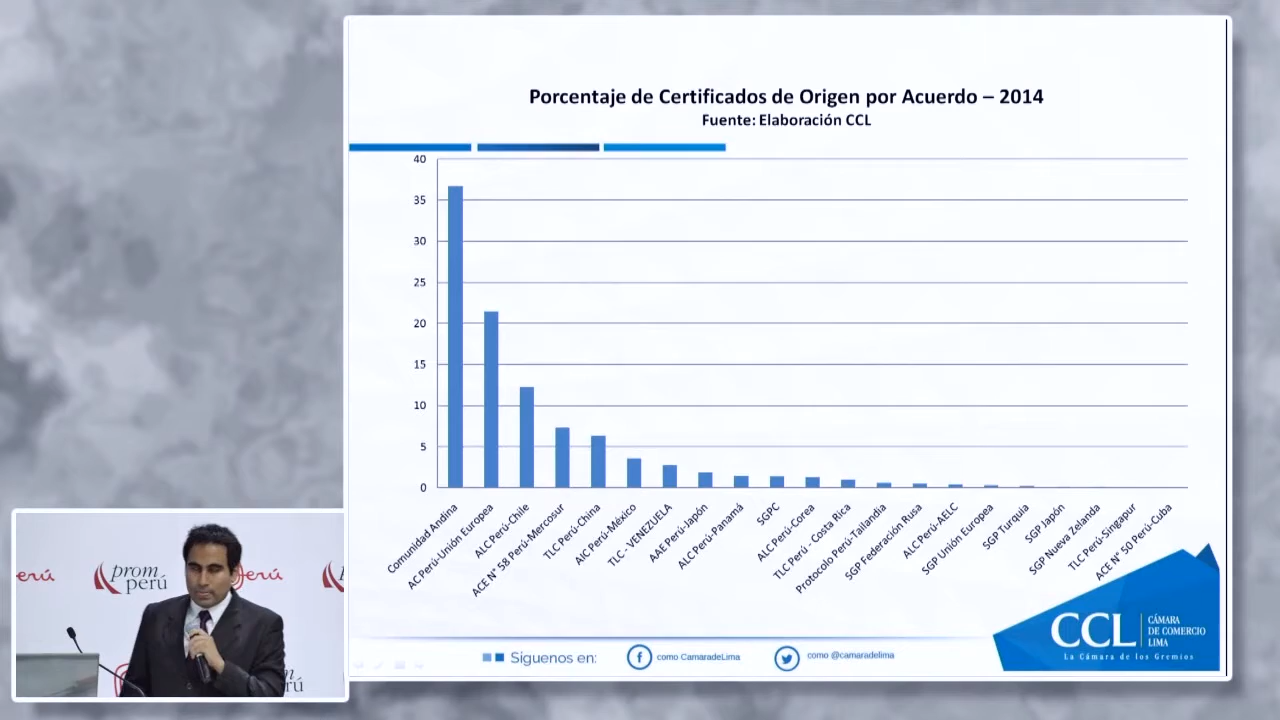 Porcentaje de Certificados de Origen por Acuerdo – 2014
Fuente: Elaboración CCL
40
35
30
25
20
15
10
5
0
Comunidad Andina
AC Perú-Unión Europea
ALC Perú-Chile
ACE N° 58 Perú-Mercosur
TLC Perú-China
AIC Perú-México
TLC - VENEZUELA
AAE Perú-Japón
ALC Perú-Panamá
SGPC
ALC Perú-Corea
TLC Perú - Costa Rica
Protocolo Perú-Tailandia
SGP Federación Rusa
ALC Perú-AELC
SGP Unión Europea
SGP Turquia
SGP Japón
SGP Nueva Zelanda
TLC Perú-Singapur
ACE N° 50 Perú-Cuba
CCL CÁMARA
DE COMERCIO
LIMA
La Cámara de los Gremios
Síguenos en:
como CamaradeLima
como @camaradelima
erú
prom
perú
erú
prom
rú